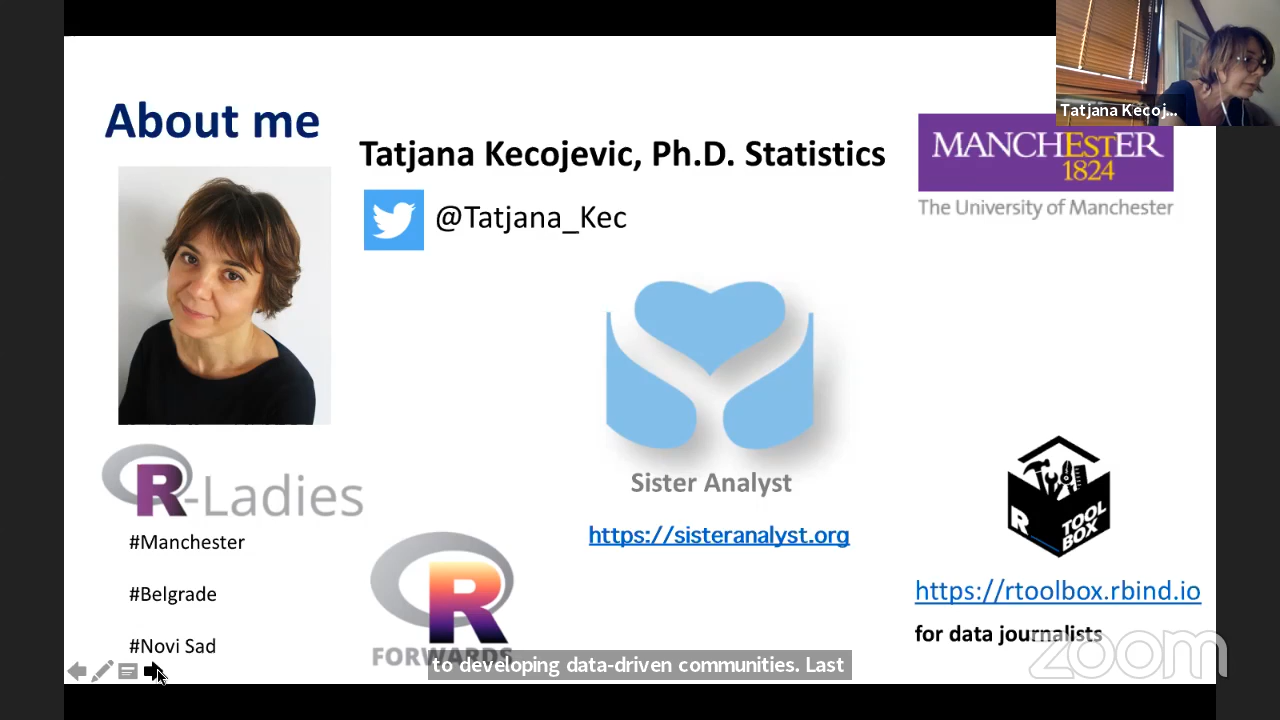 Tatjana Kecoj...
About me
Tatjana Kecojevic, Ph.D. Statistics
@Tatjana_Kec
MANCHESTER
1824
The University of Manchester
R-Ladies
#Manchester
#Belgrade
#Novi Sad
Sister Analyst
https://sisteranalyst.org
R
FORWARDS
R TOOL
BOX
https://rtoolbox.rbind.io
for data journalists
to developing data-driven communities. Last
zoom